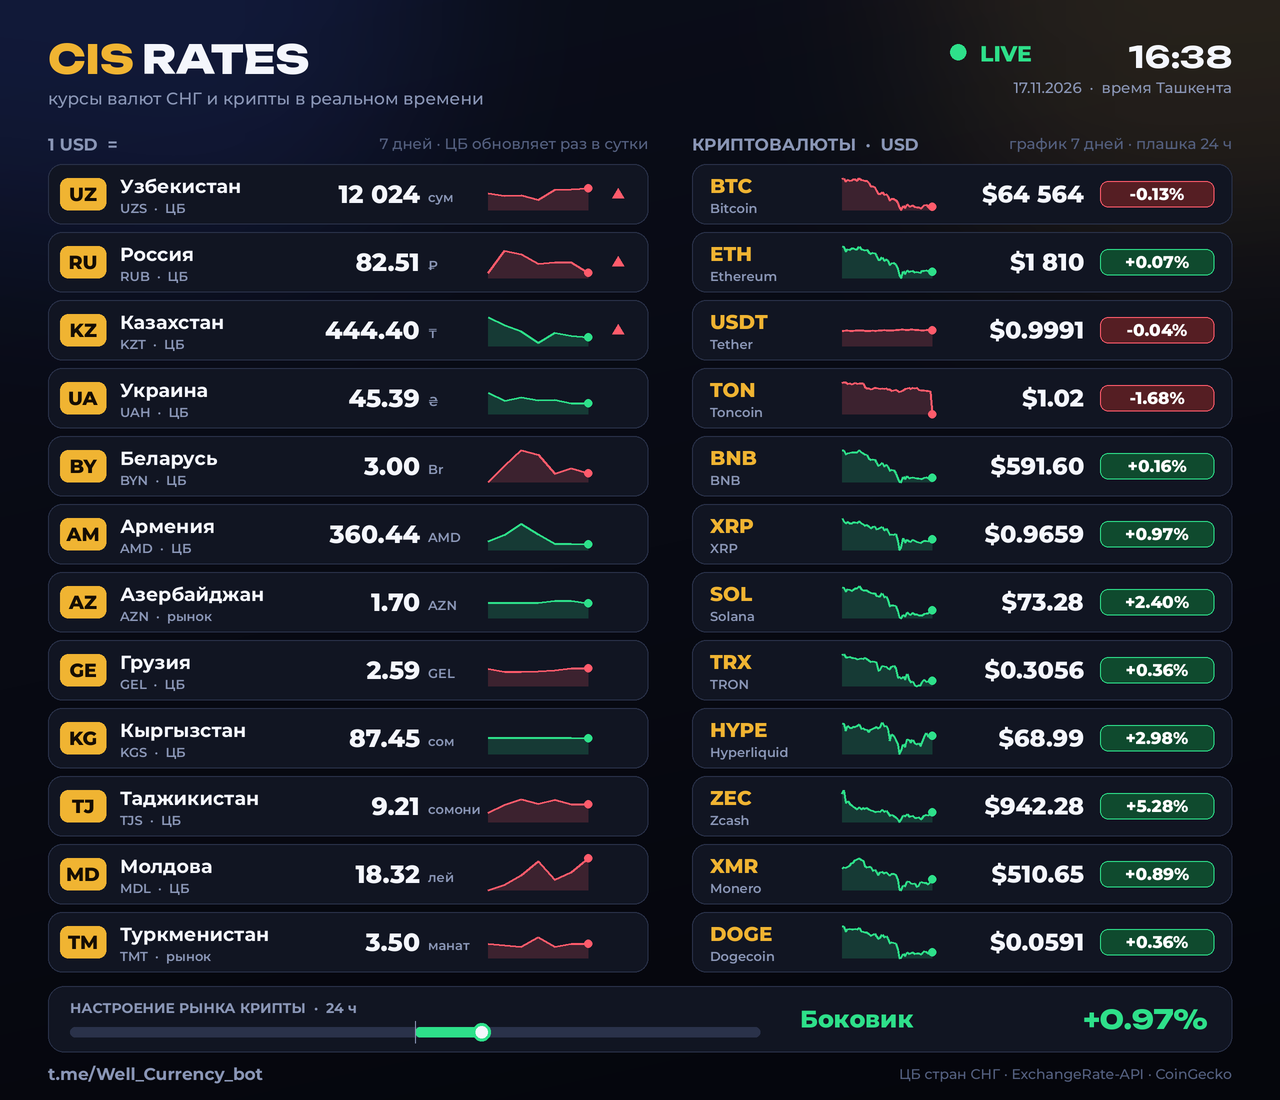 CIS RATES
курсы валют СНГ и крипты в реальном времени
LIVE 16:38
17.11.2026 · время Ташкента
1 USD =
7 дней · ЦБ обновляет раз в сутки
UZ Узбекистан 12 024 сум
UZS · ЦБ
RU Россия 82.51 ₽
RUB · ЦБ
KZ Казахстан 444.40 ₸
KZT · ЦБ
UA Украина 45.39 ₴
UAH · ЦБ
BY Беларусь 3.00 Br
BYN · ЦБ
AM Армения 360.44 AMD
AMD · ЦБ
AZ Азербайджан 1.70 AZN
AZN · рынок
GE Грузия 2.59 GEL
GEL · ЦБ
KG Кыргызстан 87.45 сом
KGS · ЦБ
TJ Таджикистан 9.21 сомони
TJS · ЦБ
MD Молдова 18.32 лей
MDL · ЦБ
TM Туркменистан 3.50 манат
TMT · рынок
КРИПТОВАЛЮТЫ · USD
график 7 дней · плашка 24 ч
BTC $64 564 -0.13%
Bitcoin
ETH $1 810 +0.07%
Ethereum
USDT $0.9991 -0.04%
Tether
TON $1.02 -1.68%
Toncoin
BNB $591.60 +0.16%
BNB
XRP $0.9659 +0.97%
XRP
SOL $73.28 +2.40%
Solana
TRX $0.3056 +0.36%
TRON
HYPE $68.99 +2.98%
Hyperliquid
ZEC $942.28 +5.28%
Zcash
XMR $510.65 +0.89%
Monero
DOGE $0.0591 +0.36%
Dogecoin
НАСТРОЕНИЕ РЫНКА КРИПТЫ · 24 ч
Боковик +0.97%
t.me/Well_Currency_bot
ЦБ стран СНГ · ExchangeRate-API · CoinGecko